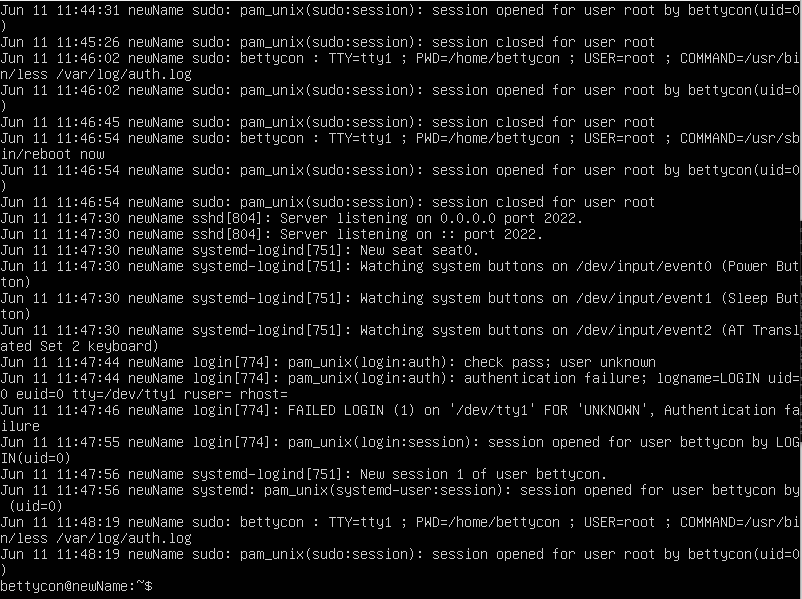 Jun 11 11:44:31 newName sudo: pam_unix(sudo:session): session opened for user root by bettycon(uid=0
)
Jun 11 11:45:26 newName sudo: pam_unix(sudo:session): session closed for user root
Jun 11 11:46:02 newName sudo: bettycon : TTY=tty1 ; PWD=/home/bettycon ; USER=root ; COMMAND=/usr/bi
n/less /var/log/auth.log
Jun 11 11:46:02 newName sudo: pam_unix(sudo:session): session opened for user root by bettycon(uid=0
)
Jun 11 11:46:45 newName sudo: pam_unix(sudo:session): session closed for user root
Jun 11 11:46:54 newName sudo: bettycon : TTY=tty1 ; PWD=/home/bettycon ; USER=root ; COMMAND=/usr/sb
in/reboot now
Jun 11 11:46:54 newName sudo: pam_unix(sudo:session): session opened for user root by bettycon(uid=0
)
Jun 11 11:46:54 newName sudo: pam_unix(sudo:session): session closed for user root
Jun 11 11:47:30 newName sshd[804]: Server listening on 0.0.0.0 port 2022.
Jun 11 11:47:30 newName sshd[804]: Server listening on :: port 2022.
Jun 11 11:47:30 newName systemd-logind[751]: New seat seat0.
Jun 11 11:47:30 newName systemd-logind[751]: Watching system buttons on /dev/input/event0 (Power But
ton)
Jun 11 11:47:30 newName systemd-logind[751]: Watching system buttons on /dev/input/event1 (Sleep But
ton)
Jun 11 11:47:30 newName systemd-logind[751]: Watching system buttons on /dev/input/event2 (AT Transl
ated Set 2 keyboard)
Jun 11 11:47:44 newName login[774]: pam_unix(login:auth): check pass; user unknown
Jun 11 11:47:44 newName login[774]: pam_unix(login:auth): authentication failure; logname=LOGIN uid=
0 euid=0 tty=/dev/tty1 ruser= rhost=
Jun 11 11:47:46 newName login[774]: FAILED LOGIN (1) on '/dev/tty1' FOR 'UNKNOWN', Authentication fa
ilure
Jun 11 11:47:55 newName login[774]: pam_unix(login:session): session opened for user bettycon by LOG
IN(uid=0)
Jun 11 11:47:56 newName systemd-logind[751]: New session 1 of user bettycon.
Jun 11 11:47:56 newName systemd: pam_unix(systemd-user:session): session opened for user bettycon by
 (uid=0)
Jun 11 11:48:19 newName sudo: bettycon : TTY=tty1 ; PWD=/home/bettycon ; USER=root ; COMMAND=/usr/bi
n/less /var/log/auth.log
Jun 11 11:48:19 newName sudo: pam_unix(sudo:session): session opened for user root by bettycon(uid=0
)
bettycon@newName:~$